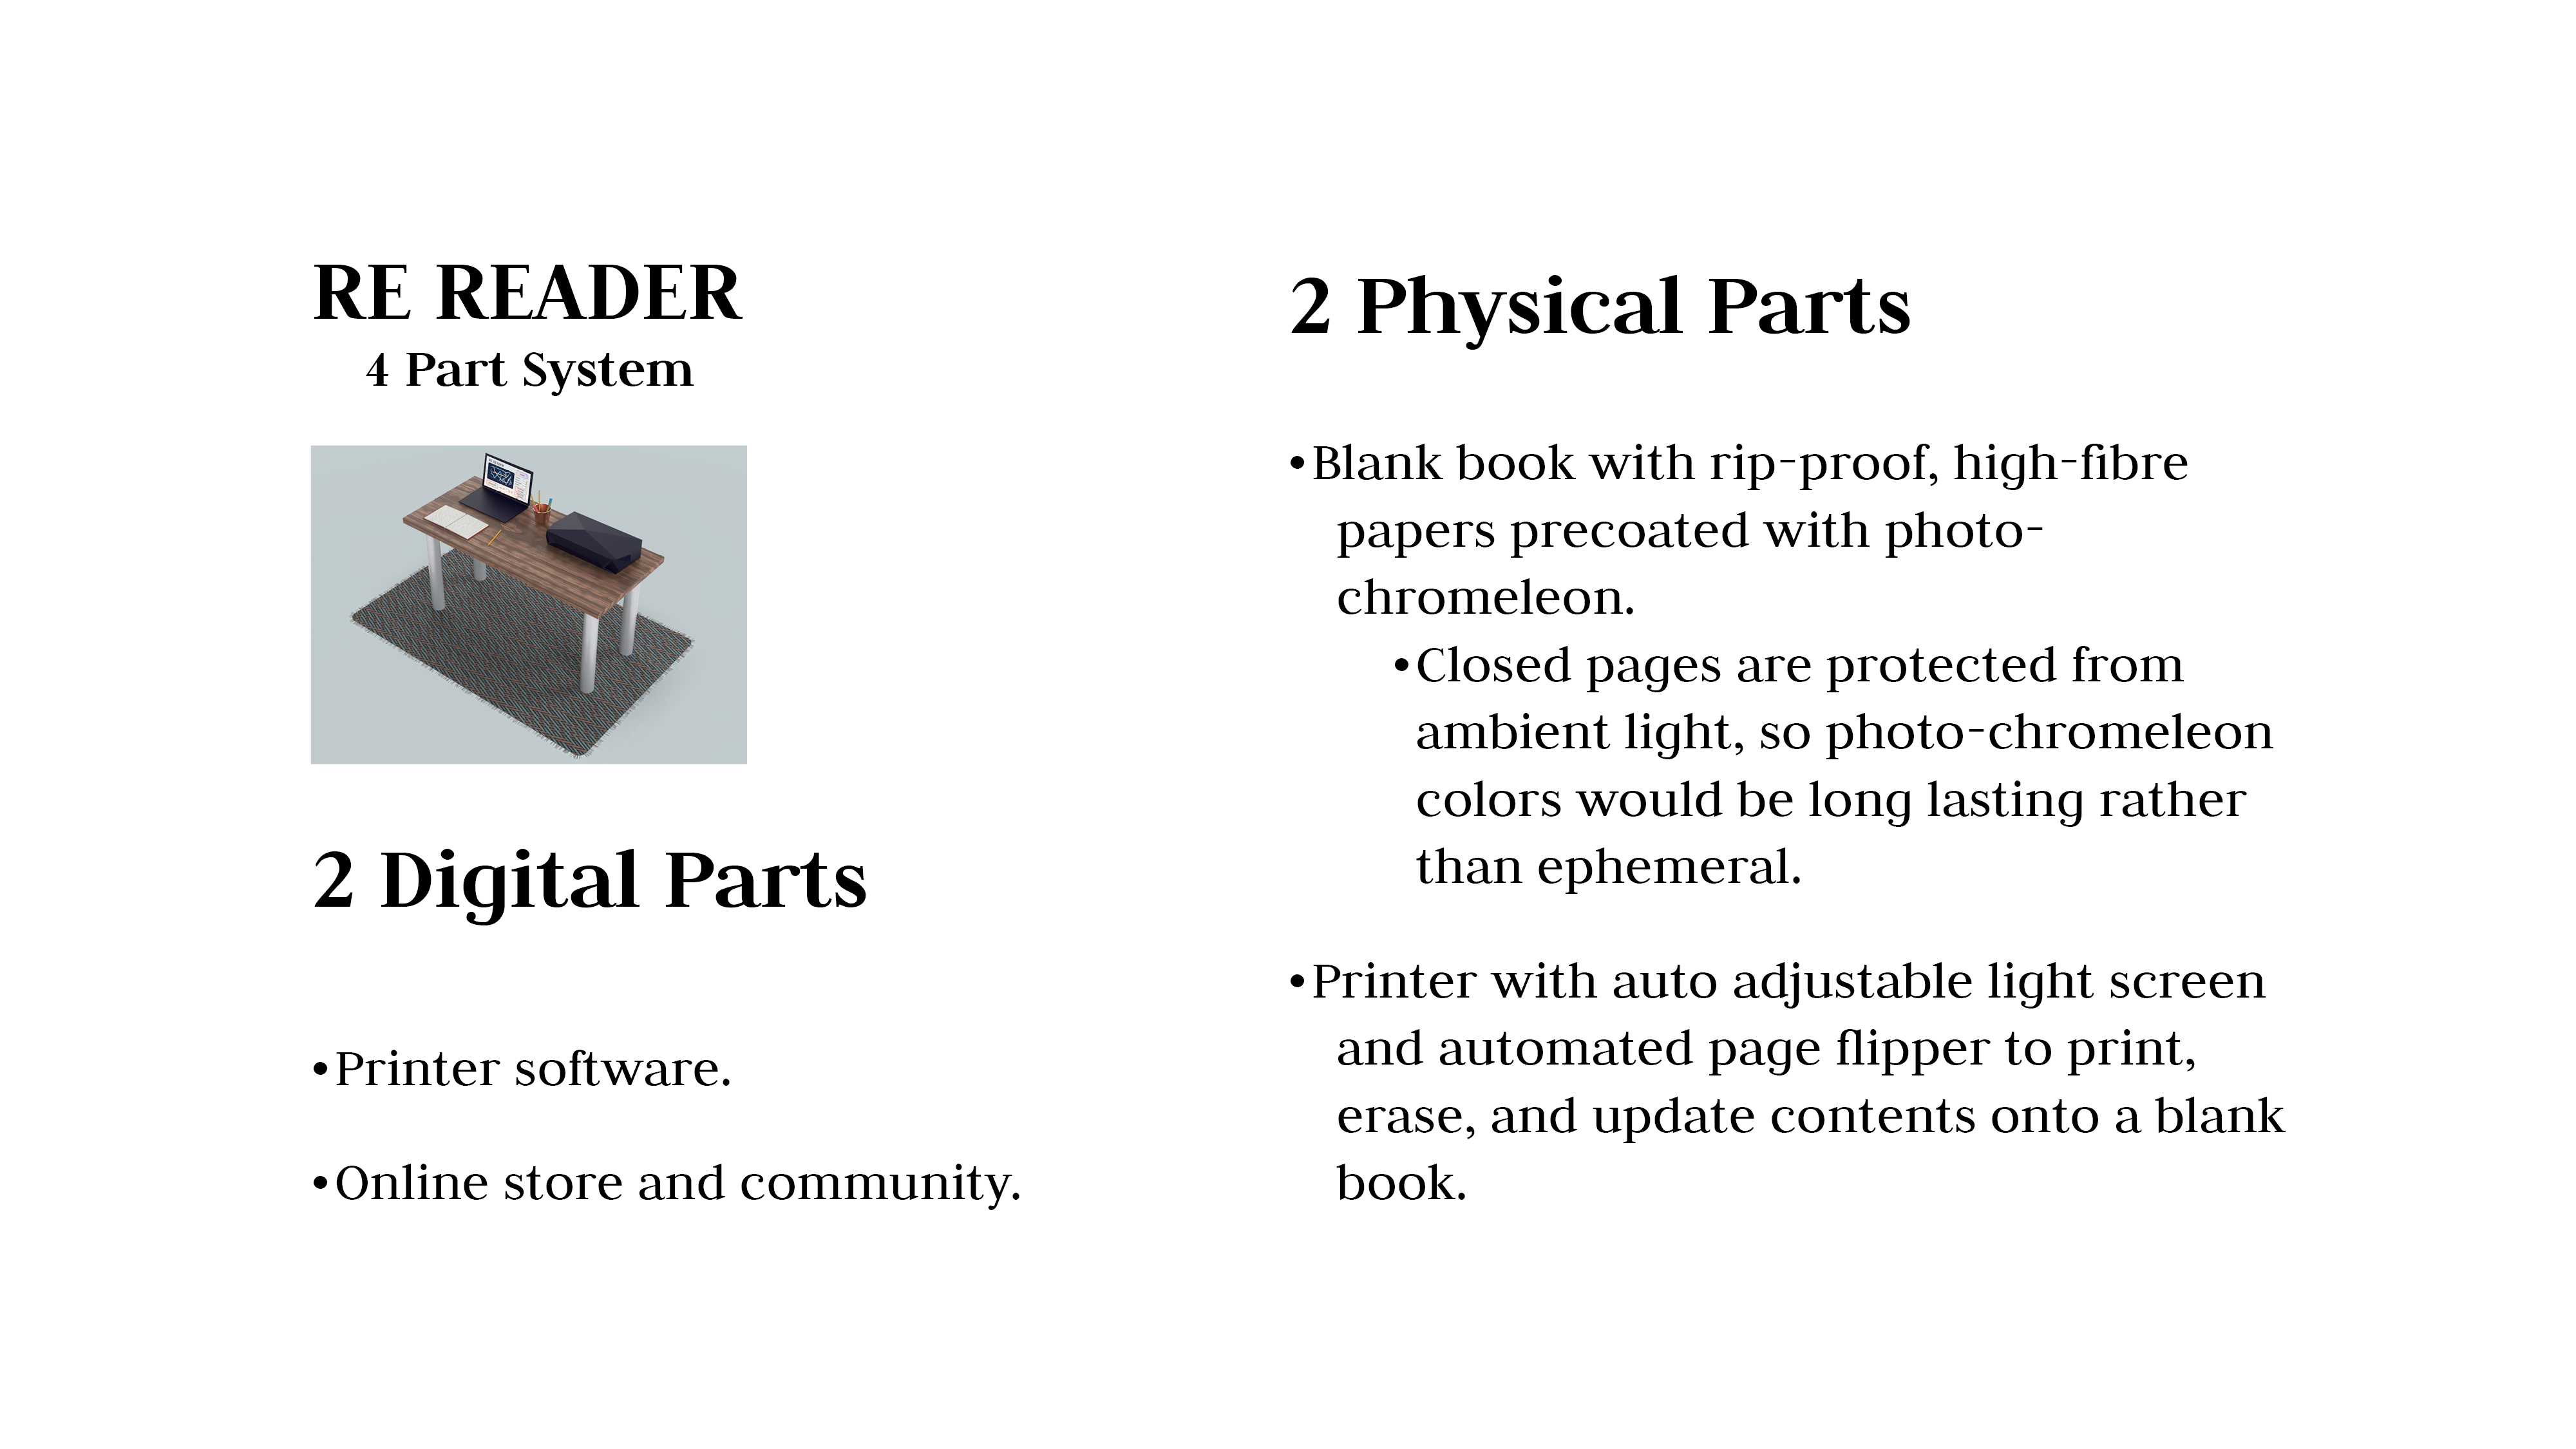 RE READER
4 Part System
2 Digital Parts
•Printer software.
•Online store and community.
2 Physical Parts
•Blank book with rip-proof, high-fibre
papers precoated with photo-
chromeleon.
•Closed pages are protected from
ambient light, so photo-chromeleon
colors would be long lasting rather
than ephemeral.
•Printer with auto adjustable light screen
and automated page flipper to print,
erase, and update contents onto a blank
book.